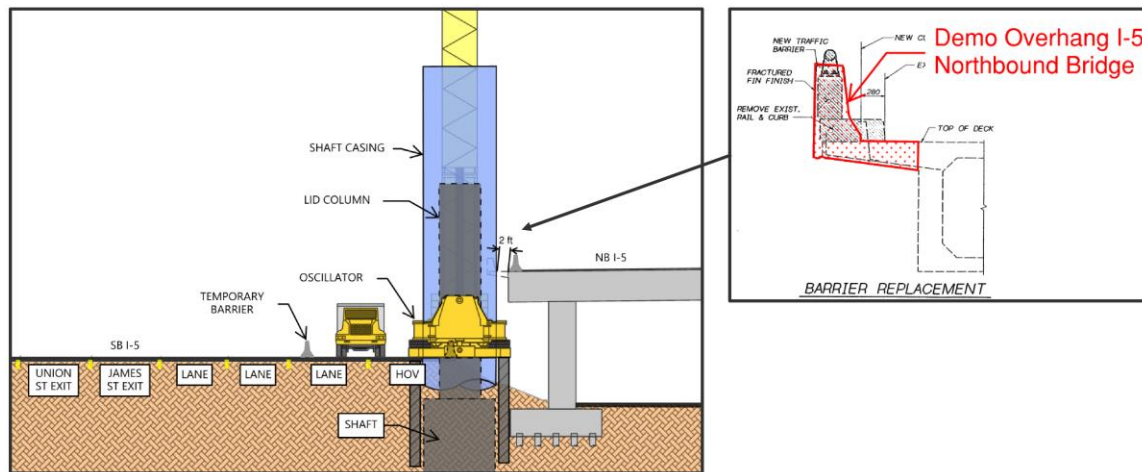 SHAFT CASING
LID COLUMN
2 ft
NB I-5
OSCILLATOR
TEMPORARY
BARRIER
SB I-5
UNION
ST EXIT
JAMES
ST EXIT
LANE
LANE
LANE
HOV
SHAFT
NEW TRAFFIC
BARRIER
FRACTURED
FIN FINISH
REMOVE EXIST.
RAIL & CURB
280
TOP OF DECK
Demo Overhang I-5
Northbound Bridge
BARRIER REPLACEMENT